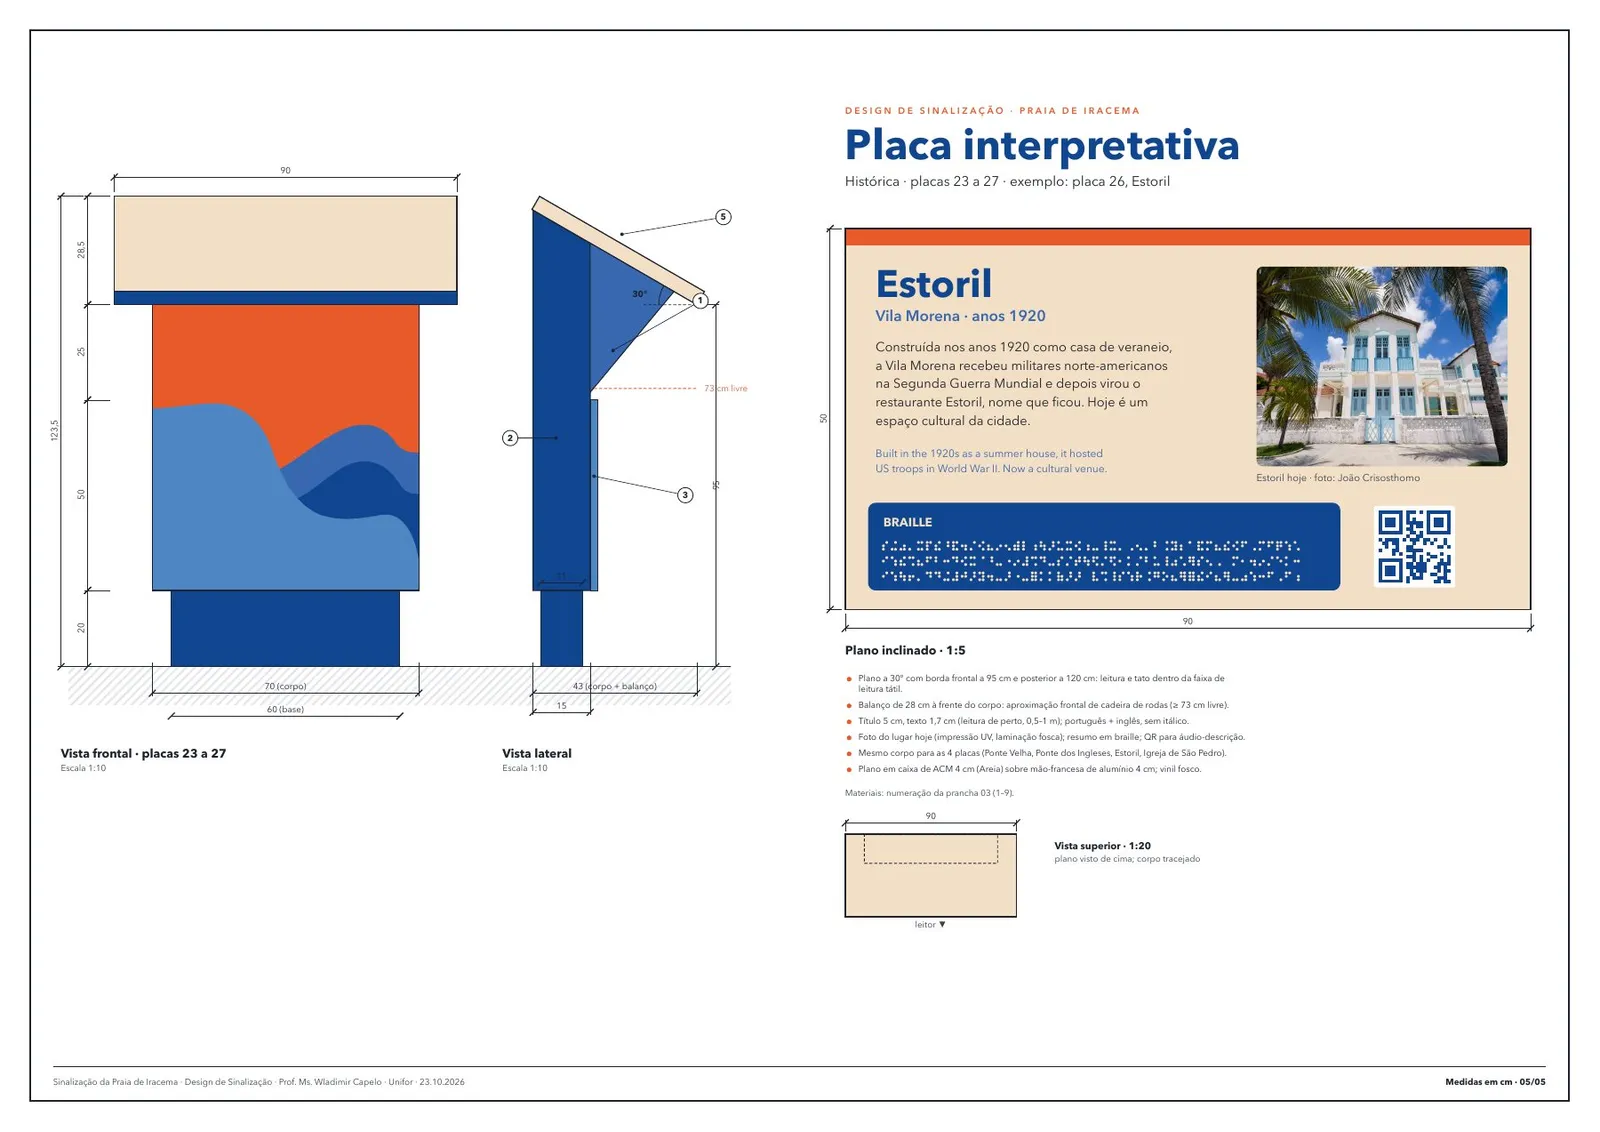 DESIGN DE SINALIZAÇÃO · PRAIA DE IRACEMA
Placa interpretativa
Histórica · placas 23 a 27 · exemplo: placa 26, Estoril
90
28,5
25
123,5
50
20
70 (corpo)
60 (base)
Vista frontal · placas 23 a 27
Escala 1:10
5
30°
1
73 cm livre
2
3
95
11
43 (corpo + balanço)
15
Vista lateral
Escala 1:10
50
Estoril
Vila Morena · anos 1920
Construída nos anos 1920 como casa de veraneio,
a Vila Morena recebeu militares norte-americanos
na Segunda Guerra Mundial e depois virou o
restaurante Estoril, nome que ficou. Hoje é um
espaço cultural da cidade.
Built in the 1920s as a summer house, it hosted
US troops in World War II. Now a cultural venue.
Estoril hoje · foto: João Crisosthomo
BRAILLE
90
Plano inclinado · 1:5
Plano a 30° com borda frontal a 95 cm e posterior a 120 cm: leitura e tato dentro da faixa de
leitura tátil.
Balanço de 28 cm à frente do corpo: aproximação frontal de cadeira de rodas (≥ 73 cm livre).
Título 5 cm, texto 1,7 cm (leitura de perto, 0,5–1 m); português + inglês, sem itálico.
Foto do lugar hoje (impressão UV, laminação fosca); resumo em braille; QR para áudio-descrição.
Mesmo corpo para as 4 placas (Ponte Velha, Ponte dos Ingleses, Estoril, Igreja de São Pedro).
Plano em caixa de ACM 4 cm (Areia) sobre mão-francesa de alumínio 4 cm; vinil fosco.
Materiais: numeração da prancha 03 (1–9).
90
Vista superior · 1:20
plano visto de cima; corpo tracejado
leitor ▼
Sinalização da Praia de Iracema · Design de Sinalização · Prof. Ms. Wladimir Capelo · Unifor · 23.10.2026
Medidas em cm · 05/05